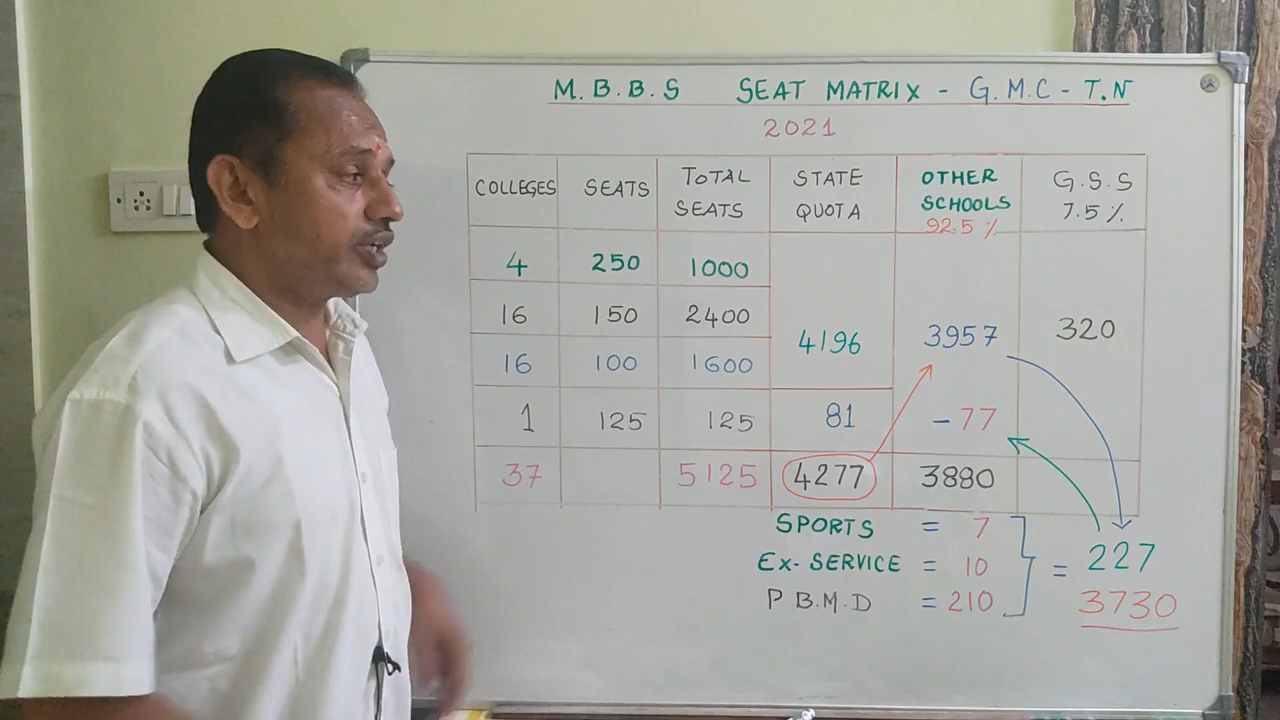 M.B.B.S SEAT MATRIX - G.M.C - T.N
2021
COLLEGES SEATS TOTAL SEATS STATE QUOTA OTHER SCHOOLS 92.5% G.S.S 7.5%
4 250 1000
16 150 2400
4196 3957 320
16 100 1600
1 125 125 81 -77
37 5125 4277 3880
SPORTS = 7
Ex-SERVICE = 10 = 227
P B.M.D = 210 3730